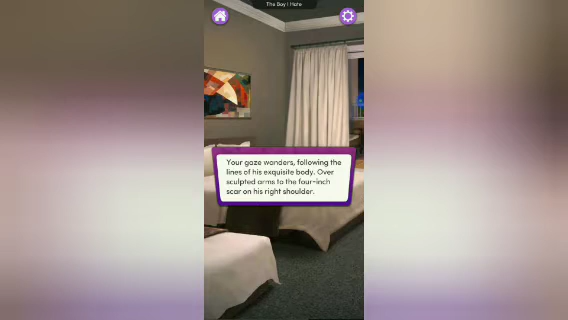 The Boy I Hate
Your gaze wanders, following the
lines of his exquisite body. Over
sculpted arms to the four-inch
scar on his right shoulder.